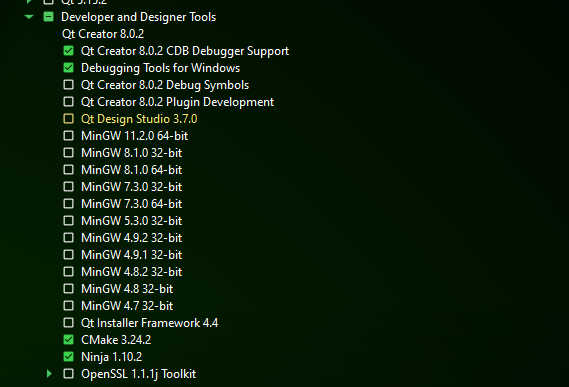 Qt 5.15.2
Developer and Designer Tools
Qt Creator 8.0.2
Qt Creator 8.0.2 CDB Debugger Support
Debugging Tools for Windows
Qt Creator 8.0.2 Debug Symbols
Qt Creator 8.0.2 Plugin Development
Qt Design Studio 3.7.0
MinGW 11.2.0 64-bit
MinGW 8.1.0 32-bit
MinGW 8.1.0 64-bit
MinGW 7.3.0 32-bit
MinGW 7.3.0 64-bit
MinGW 5.3.0 32-bit
MinGW 4.9.2 32-bit
MinGW 4.9.1 32-bit
MinGW 4.8.2 32-bit
MinGW 4.8 32-bit
MinGW 4.7 32-bit
Qt Installer Framework 4.4
CMake 3.24.2
Ninja 1.10.2
OpenSSL 1.1.1j Toolkit